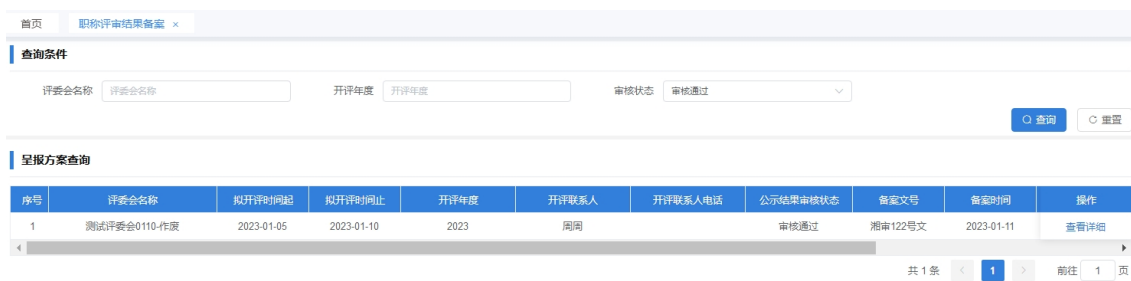 首页 职称评审结果备案 ×
查询条件
评委会名称 评委会名称 开评年度 开评年度 审核状态 审核通过
查询 重置
呈报方案查询
序号 评委会名称 拟开评时间起 拟开评时间止 开评年度 开评联系人 开评联系人电话 公示结果审核状态 备案文号 备案时间 操作
1 测试评委会0110-作废 2023-01-05 2023-01-10 2023 周周 审核通过 湘审122号文 2023-01-11 查看详细
共 1 条 < 1 > 前往 1 页